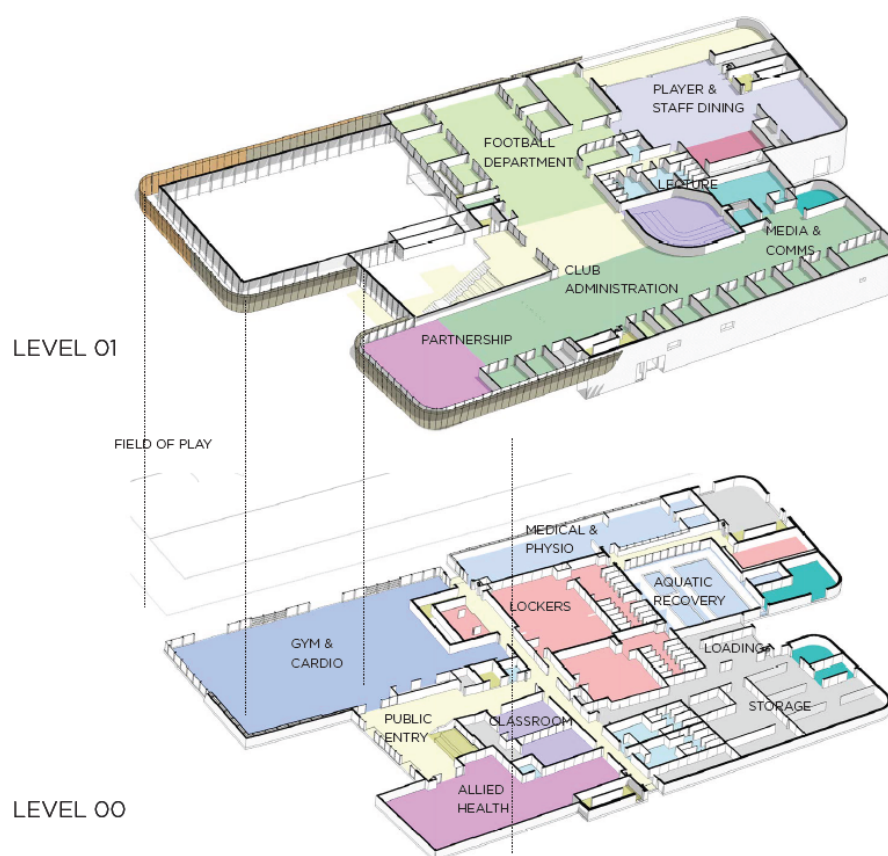 PLAYER &
STAFF DINING
FOOTBALL
DEPARTMENT
LECTURE
MEDIA &
COMMS
CLUB
ADMINISTRATION
PARTNERSHIP
LEVEL 01
FIELD OF PLAY
MEDICAL &
PHYSIO
AQUATIC
RECOVERY
LOCKERS
GYM &
CARDIO
LOADING
STORAGE
PUBLIC
ENTRY
CLASSROOM
ALLIED
HEALTH
LEVEL 00